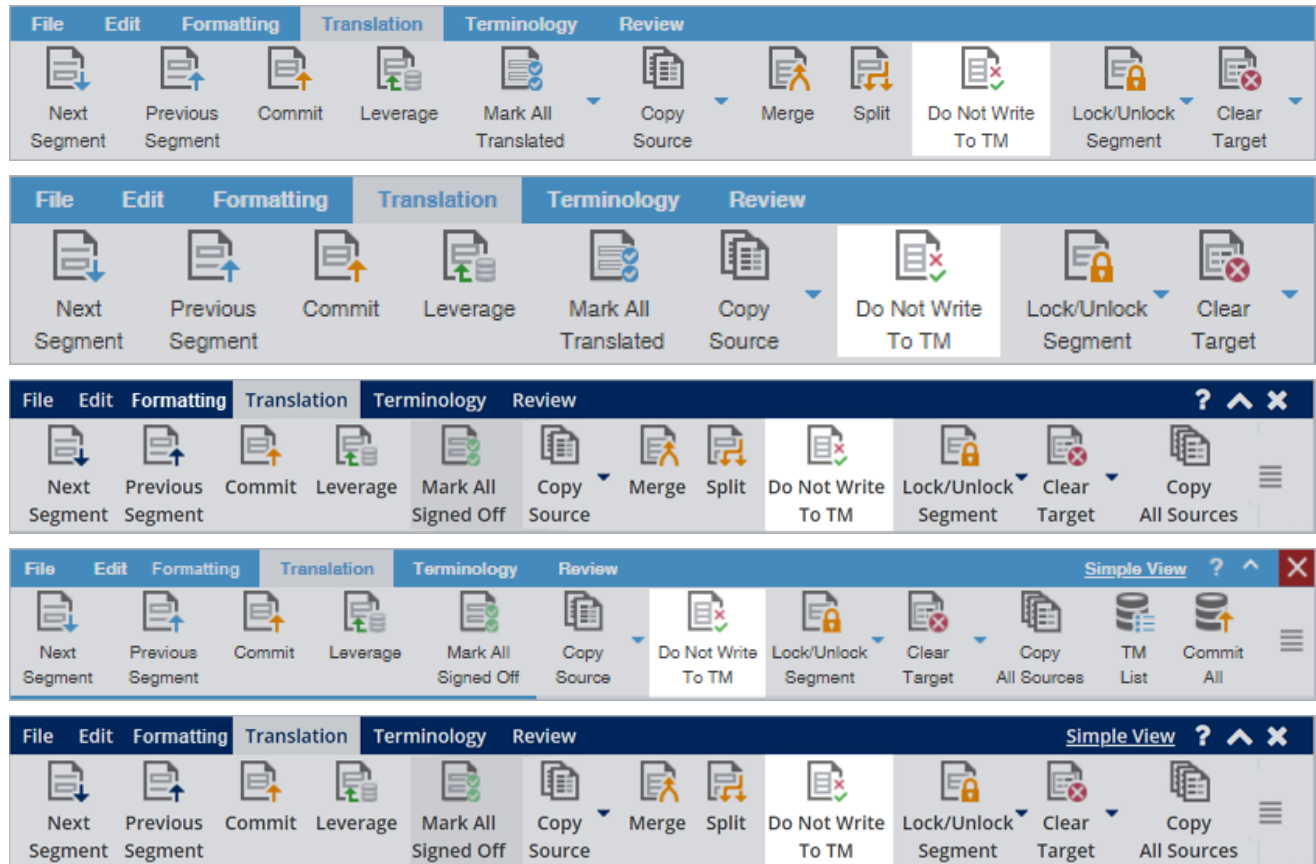 File Edit Formatting Translation Terminology Review
Next Previous Commit Leverage Mark All Copy Merge Split Do Not Write Lock/Unlock Clear
Segment Segment Translated Source To TM Segment Target
File Edit Formatting Translation Terminology Review
Next Previous Commit Leverage Mark All Copy Do Not Write Lock/Unlock Clear
Segment Segment Translated Source To TM Segment Target
File Edit Formatting Translation Terminology Review ?
Next Previous Commit Leverage Mark All Copy Merge Split Do Not Write Lock/Unlock Clear Copy
Segment Segment Signed Off Source To TM Segment Target All Sources
File Edit Formatting Translation Terminology Review Simple View ?
Next Previous Commit Leverage Mark All Copy Do Not Write Lock/Unlock Clear Copy TM Commit
Segment Segment Signed Off Source To TM Segment Target All Sources List All
File Edit Formatting Translation Terminology Review Simple View ?
Next Previous Commit Leverage Mark All Copy Merge Split Do Not Write Lock/Unlock Clear Copy
Segment Segment Signed Off Source To TM Segment Target All Sources